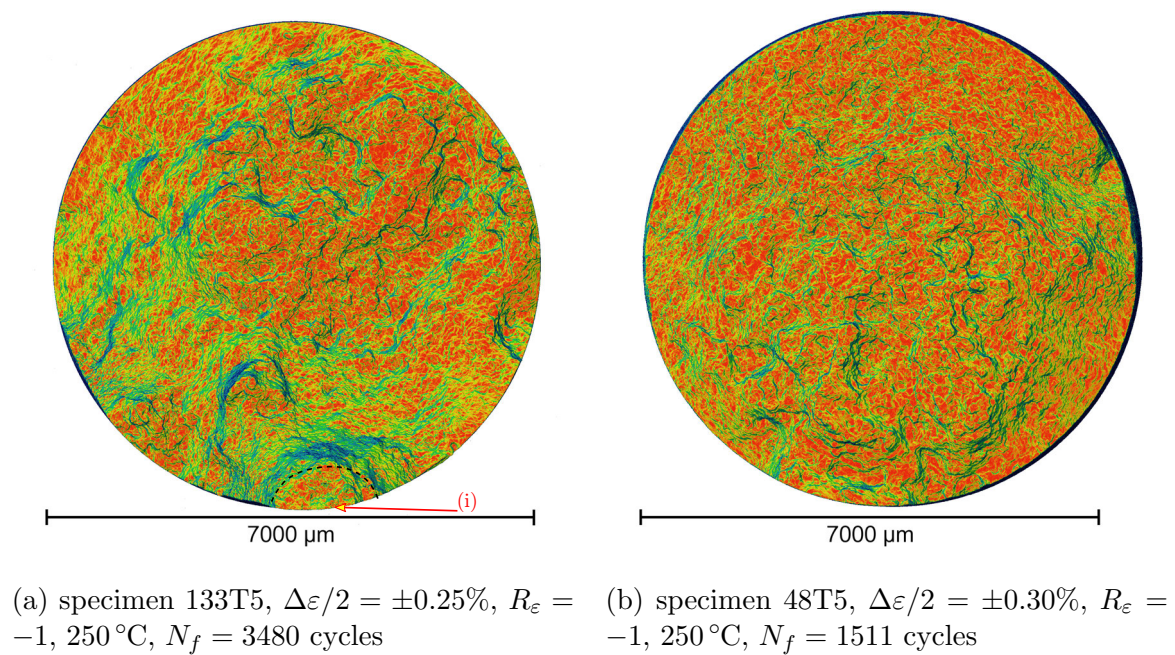 (i)
7000 µm
7000 µm
(a) specimen 133T5, Δε/2 = ±0.25%, R_ε =
−1, 250 °C, N_f = 3480 cycles
(b) specimen 48T5, Δε/2 = ±0.30%, R_ε =
−1, 250 °C, N_f = 1511 cycles